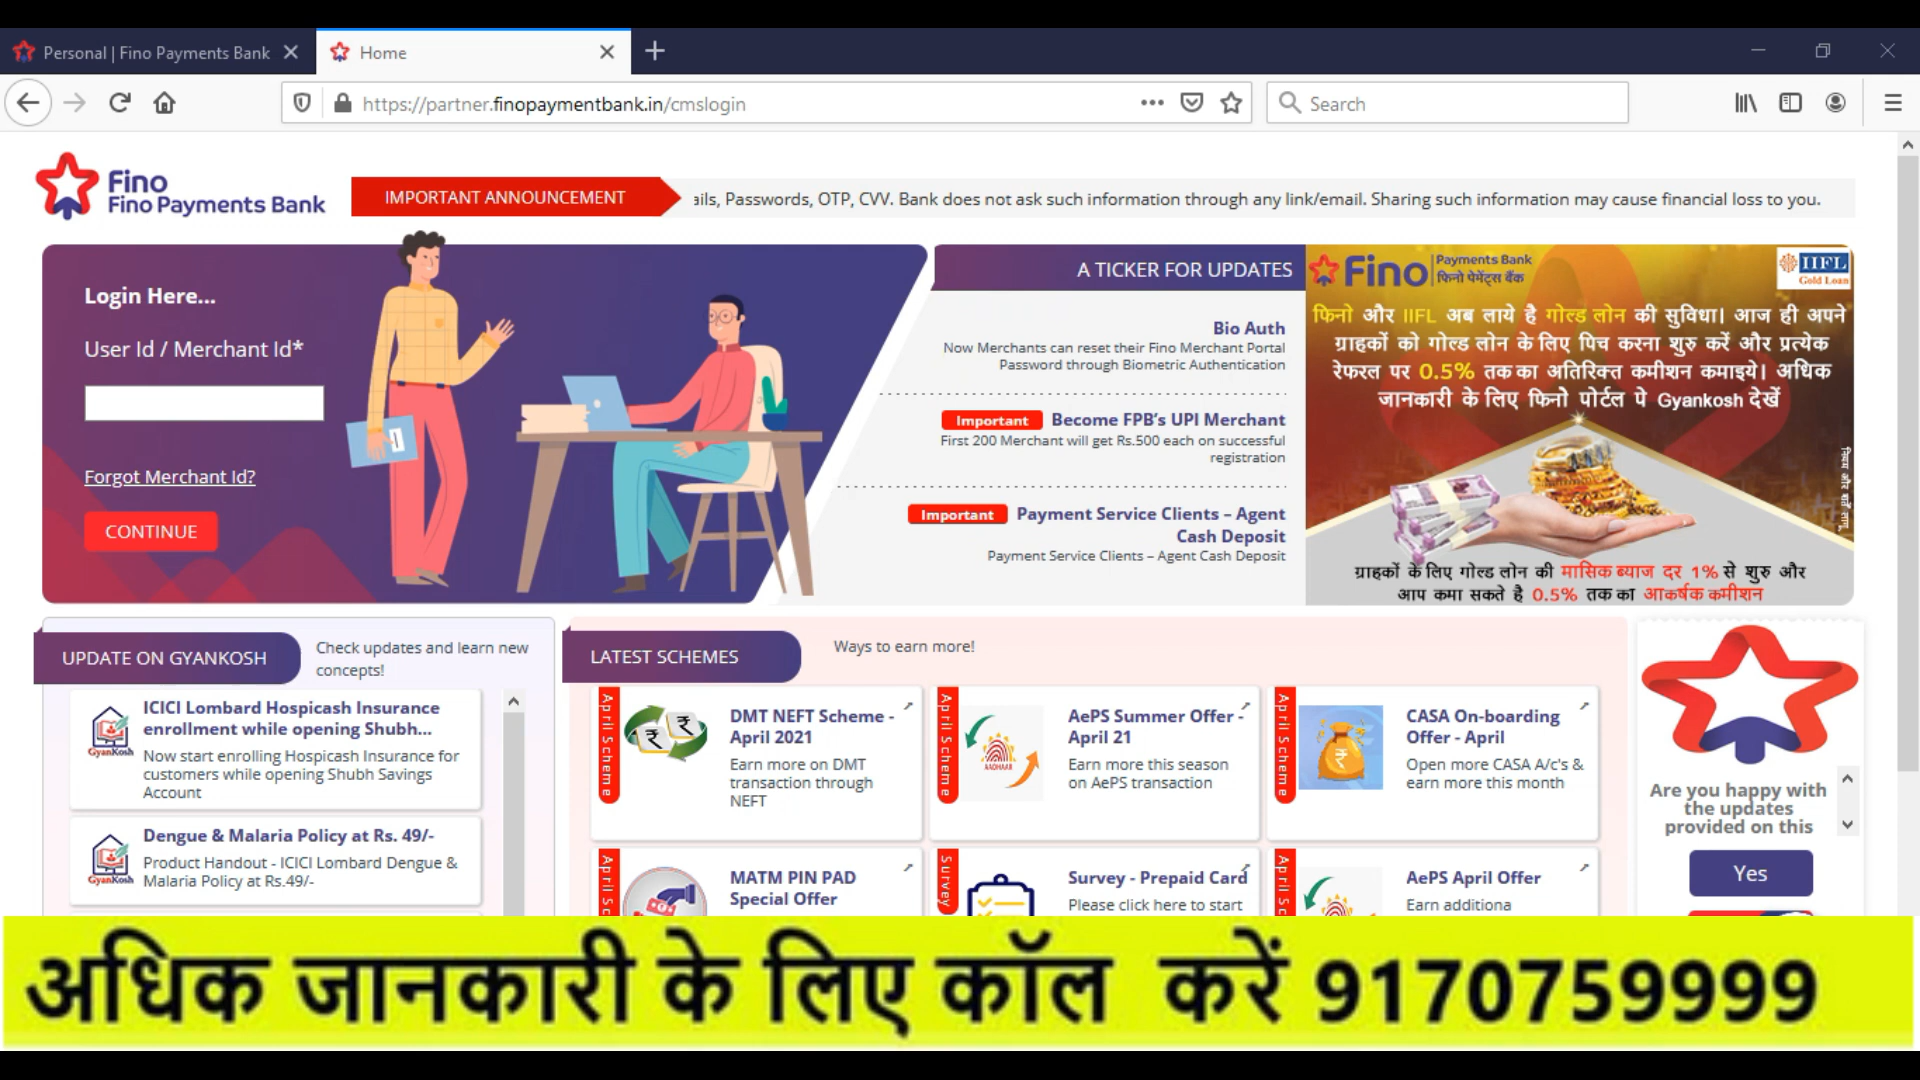 Personal | Fino Payments Bank
Home
https://partner.finopaymentbank.in/cmslogin
Search
Fino
Fino Payments Bank
IMPORTANT ANNOUNCEMENT
ails, Passwords, OTP, CVV. Bank does not ask such information through any link/email. Sharing such information may cause financial loss to you.
Login Here...
User Id / Merchant Id*
Forgot Merchant Id?
CONTINUE
A TICKER FOR UPDATES
Bio Auth
Now Merchants can reset their Fino Merchant Portal
Password through Biometric Authentication
Important Become FPB’s UPI Merchant
First 200 Merchant will get Rs.500 each on successful
registration
Important Payment Service Clients – Agent
Cash Deposit
Payment Service Clients – Agent Cash Deposit
Fino Payments Bank
फिनो पेमेंट्स बैंक
IIFL
Gold Loan
फिनो और IIFL अब लाये है गोल्ड लोन की सुविधा। आज ही अपने
ग्राहकों को गोल्ड लोन के लिए पिच करना शुरु करें और प्रत्येक
रेफरल पर 0.5% तक का अतिरिक्त कमीशन कमाइये। अधिक
जानकारी के लिए फिनो पोर्टल पे Gyankosh देखें
नियम और शर्तें लागू
ग्राहकों के लिए गोल्ड लोन की मासिक ब्याज दर 1% से शुरु और
आप कमा सकते है 0.5% तक का आकर्षक कमीशन
UPDATE ON GYANKOSH
Check updates and learn new
concepts!
GyanKosh
ICICI Lombard Hospicash Insurance
enrollment while opening Shubh...
Now start enrolling Hospicash Insurance for
customers while opening Shubh Savings
Account
GyanKosh
Dengue & Malaria Policy at Rs. 49/-
Product Handout - ICICI Lombard Dengue &
Malaria Policy at Rs.49/-
LATEST SCHEMES
Ways to earn more!
April Scheme
DMT NEFT Scheme -
April 2021
Earn more on DMT
transaction through
NEFT
April Scheme
AADHAAR
AePS Summer Offer -
April 21
Earn more this season
on AePS transaction
April Scheme
CASA On-boarding
Offer - April
Open more CASA A/c's &
earn more this month
April Sc
MATM PIN PAD
Special Offer
Survey
Survey - Prepaid Card
Please click here to start
April Sc
AePS April Offer
Earn additiona
Are you happy with
the updates
provided on this
Yes
अधिक जानकारी के लिए कॉल करें 9170759999